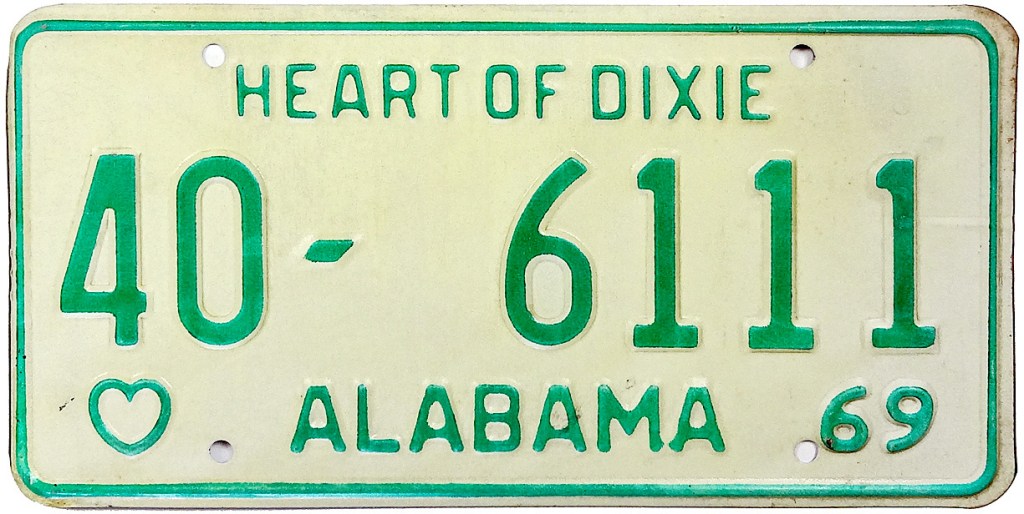 HEART OF DIXIE
40-6111
ALABAMA 69